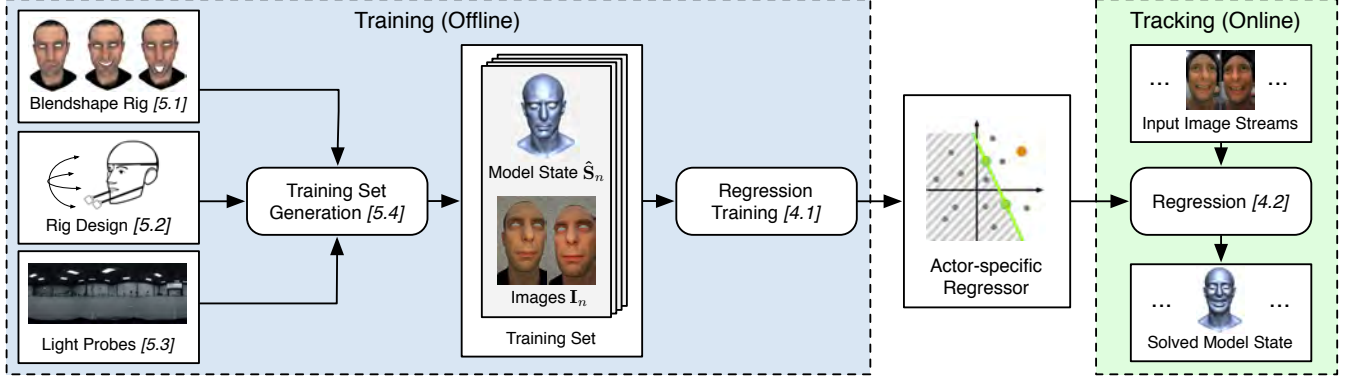 Training (Offline)
Blendshape Rig [5.1]
Rig Design [5.2]
Light Probes [5.3]
Training Set
Generation [5.4]
Model State Ŝₙ
Images Iₙ
Training Set
Regression
Training [4.1]
Actor-specific
Regressor
Tracking (Online)
... ...
Input Image Streams
Regression [4.2]
... ...
Solved Model State